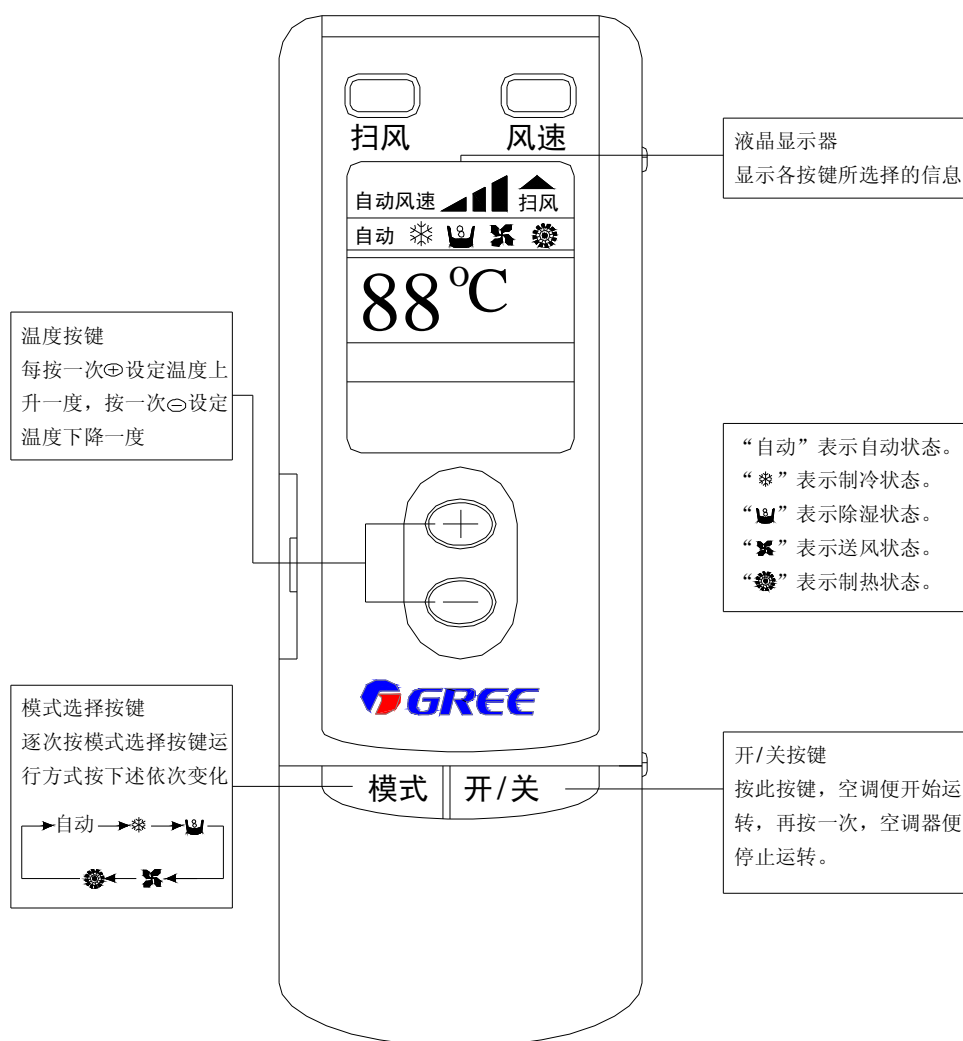 扫风 风速
液晶显示器
显示各按键所选择的信息
自动风速 扫风
自动
88℃
温度按键
每按一次⊕设定温度上
升一度，按一次⊖设定
温度下降一度
“自动”表示自动状态。
“❄”表示制冷状态。
“ ”表示除湿状态。
“ ”表示送风状态。
“ ”表示制热状态。
GREE
模式选择按键
逐次按模式选择按键运
行方式按下述依次变化
自动
模式 开/关
开/关按键
按此按键，空调便开始运
转，再按一次，空调器便
停止运转。